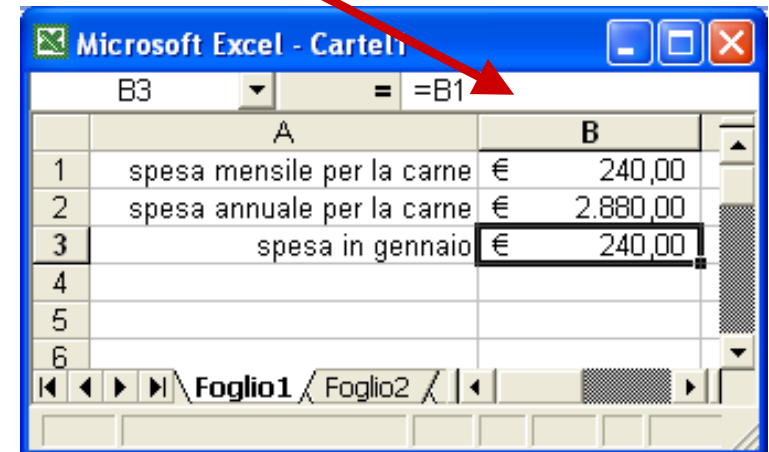 Microsoft Excel - Cartel1
B3 = =B1
A B
1 spesa mensile per la carne € 240,00
2 spesa annuale per la carne € 2.880,00
3 spesa in gennaio € 240,00
4
5
6
Foglio1 Foglio2